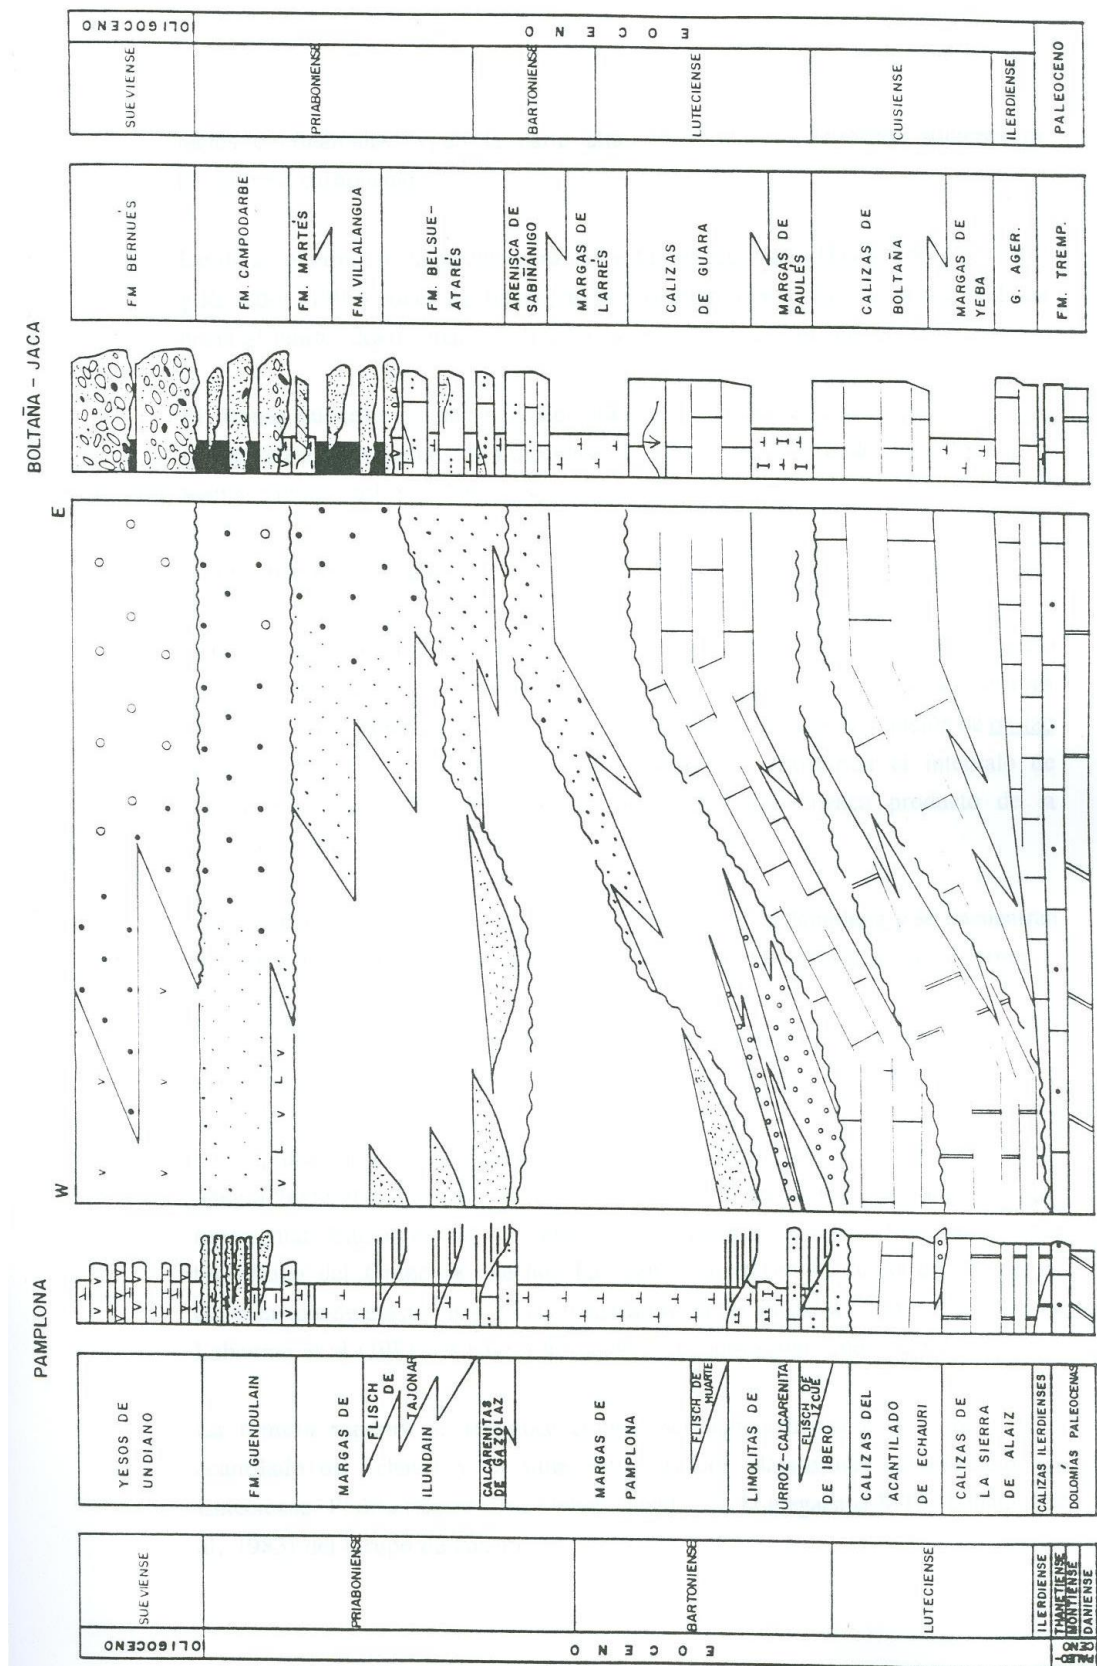 PAMPLONA
W
E
BOLTAÑA - JACA
OLIGOCENO
EOCENO
PALEO-
CENO
SUEVIENSE
PRIABONIENSE
BARTONIENSE
LUTECIENSE
ILERDIENSE
THANETIENSE
MONTIENSE
DANIENSE
YESOS DE
UNDIANO
FM. GUENDULAIN
MARGAS DE
ILUNDAIN
FLISCH
DE
TAJONAR
CALCARENITAS
DE GAZOLAZ
MARGAS DE
PAMPLONA
FLISCH DE
HUARTE
LIMOLITAS DE
URROZ-CALCARENITA
DE IBERO
FLISCH DE
IZCUE
CALIZAS DEL
ACANTILADO
DE ECHAURI
CALIZAS DE
LA SIERRA
DE ALAIZ
CALIZAS ILERDIENSES
DOLOMÍAS PALEOCENAS
FM BERNUÉS
FM. CAMPODARBE
FM. MARTÉS
FM. VILLALANGUA
FM. BELSUE-
ATARÉS
ARENISCA DE
SABIÑÁNIGO
MARGAS DE
LARRÉS
CALIZAS
DE GUARA
MARGAS DE
PAULÉS
CALIZAS DE
BOLTAÑA
MARGAS DE
YEBA
G. AGER.
FM. TREMP.
SUEVIENSE
PRIABONIENSE
BARTONIENSE
LUTECIENSE
CUISIENSE
ILERDIENSE
PALEOCENO
OLIGOCENO
EOCENO